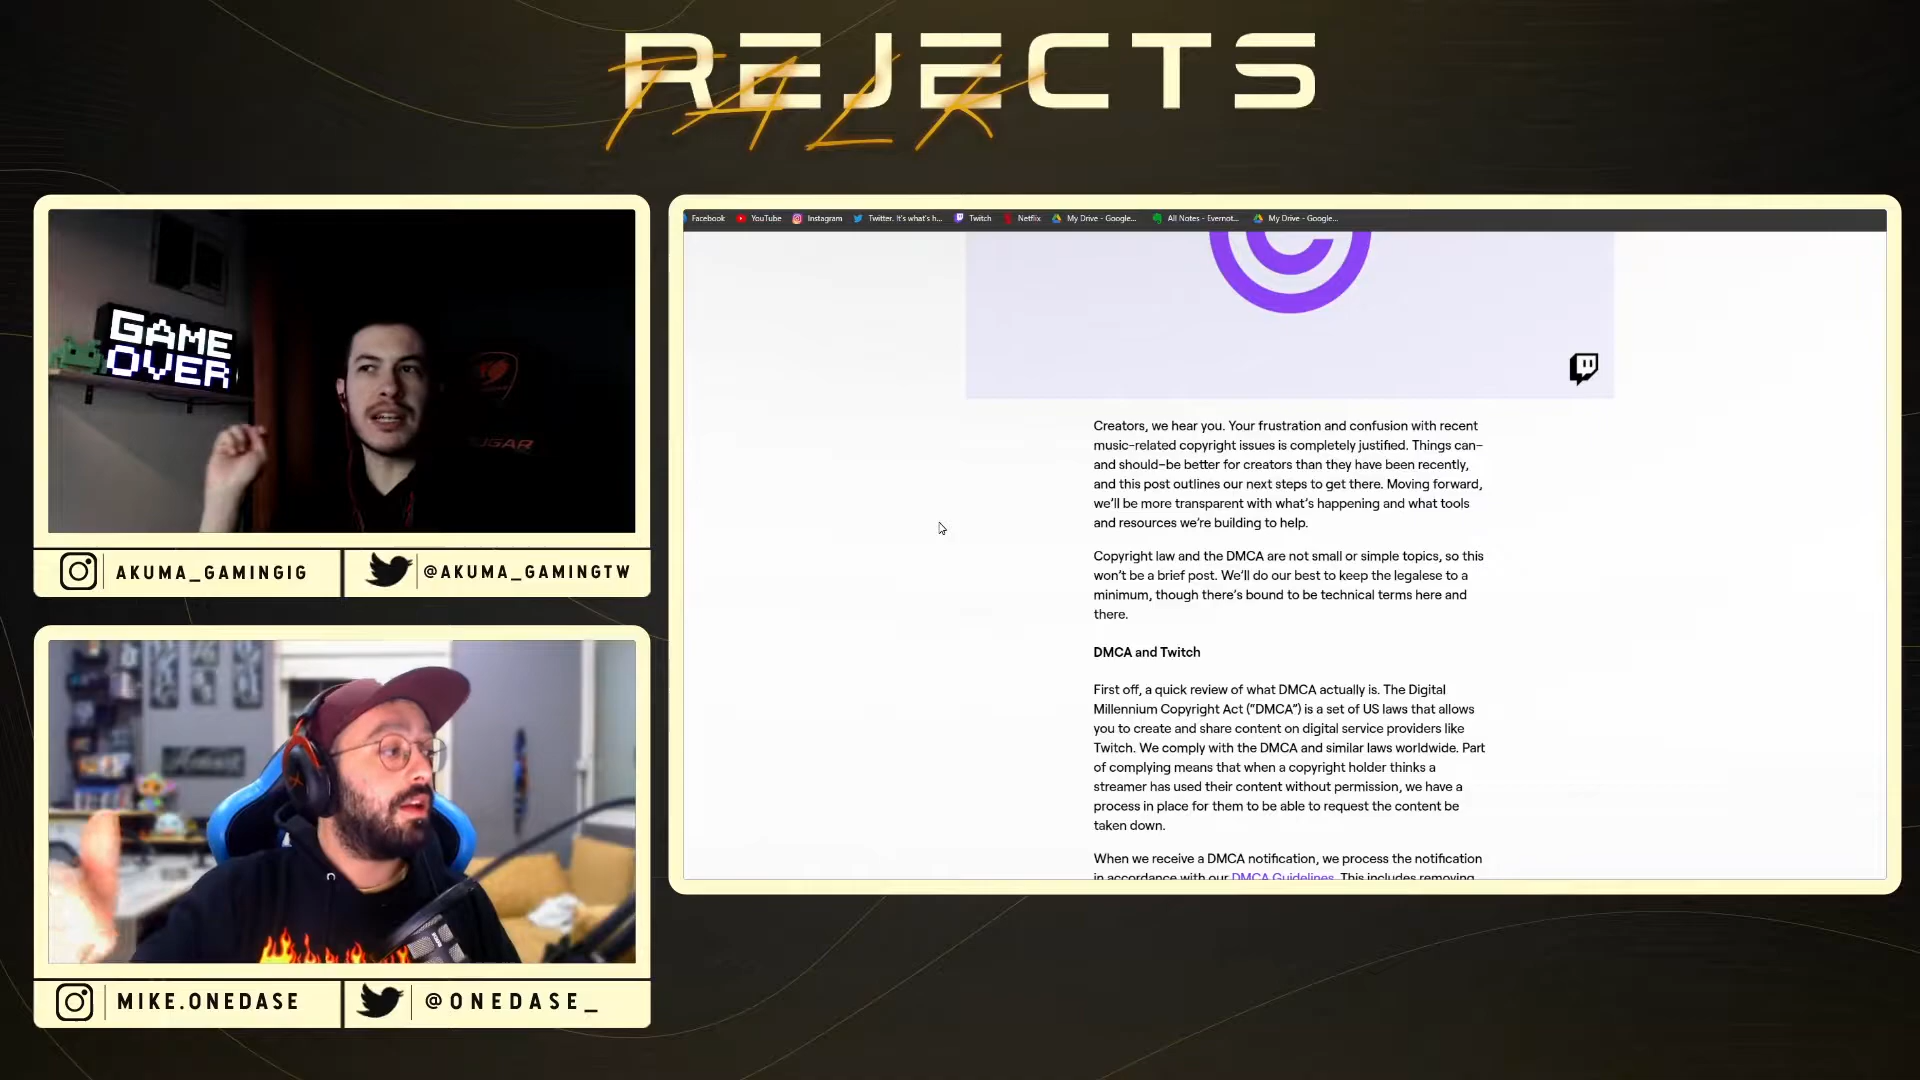 REJECTS
TALK
GAME
OVER
COUGAR
AKUMA_GAMINGIG
@AKUMA_GAMINGTW
MIKE.ONEDASE
@ONEDASE_
Facebook
YouTube
Instagram
Twitter. It's what's h...
Twitch
Netflix
My Drive - Google...
All Notes - Evernot...
My Drive - Google...
Creators, we hear you. Your frustration and confusion with recent
music-related copyright issues is completely justified. Things can–
and should–be better for creators than they have been recently,
and this post outlines our next steps to get there. Moving forward,
we'll be more transparent with what's happening and what tools
and resources we're building to help.
Copyright law and the DMCA are not small or simple topics, so this
won't be a brief post. We'll do our best to keep the legalese to a
minimum, though there's bound to be technical terms here and
there.
DMCA and Twitch
First off, a quick review of what DMCA actually is. The Digital
Millennium Copyright Act (“DMCA”) is a set of US laws that allows
you to create and share content on digital service providers like
Twitch. We comply with the DMCA and similar laws worldwide. Part
of complying means that when a copyright holder thinks a
streamer has used their content without permission, we have a
process in place for them to be able to request the content be
taken down.
When we receive a DMCA notification, we process the notification
in accordance with our DMCA Guidelines. This includes removing